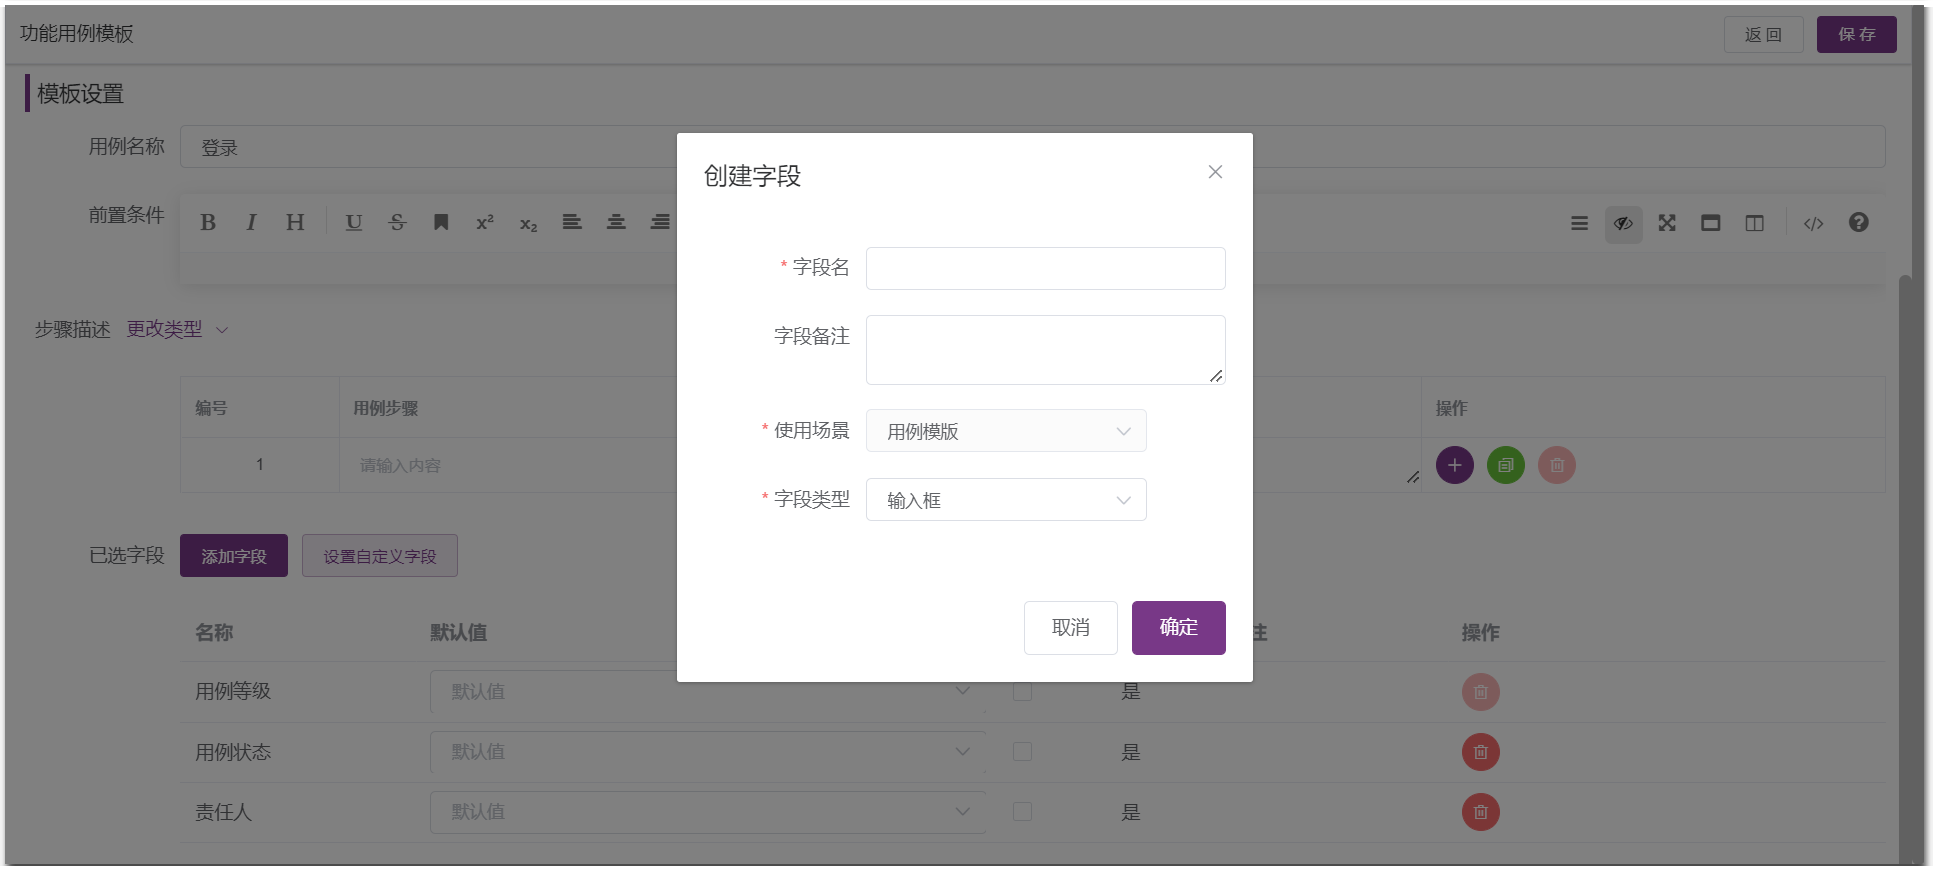 功能用例模板
返 回
保 存
模板设置
用例名称
登录
前置条件
B I H U S x² x₂
步骤描述 更改类型
编号 用例步骤 操作
1 请输入内容
已选字段 添加字段 设置自定义字段
名称 默认值 注 操作
用例等级 默认值 是
用例状态 默认值 是
责任人 默认值 是
创建字段
* 字段名
字段备注
* 使用场景 用例模版
* 字段类型 输入框
取消 确定